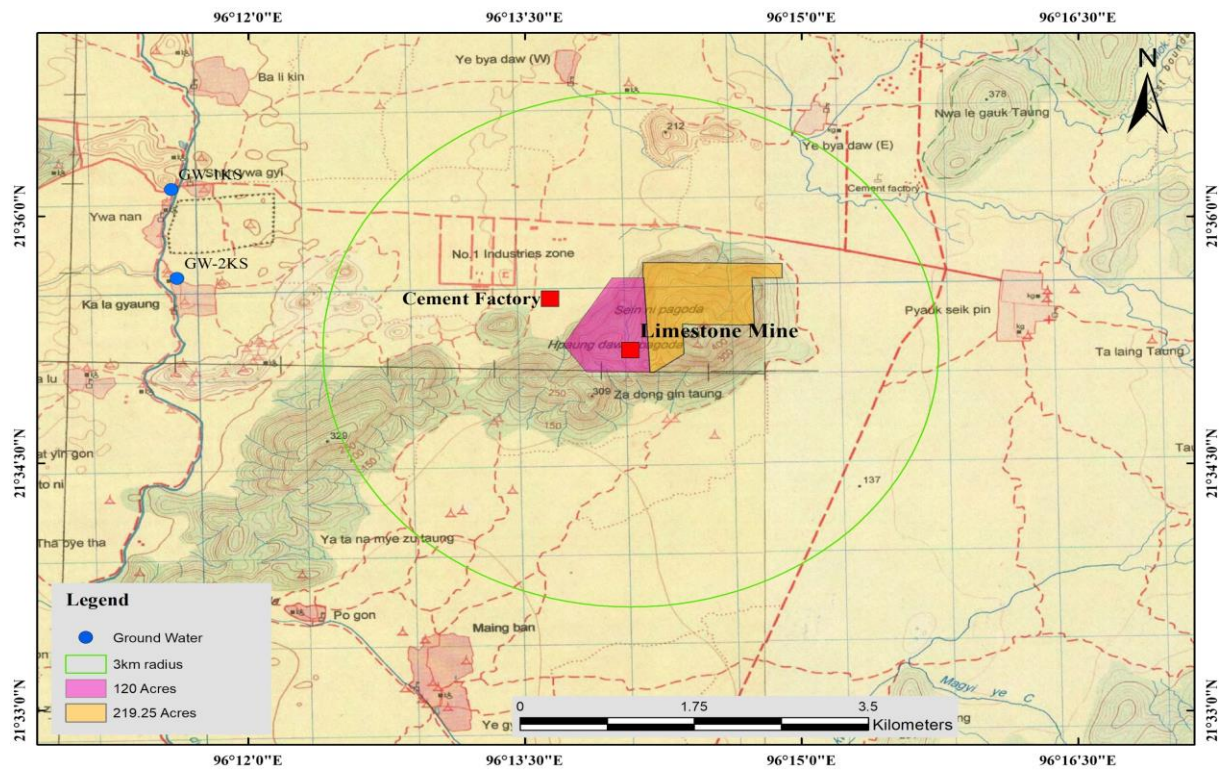 96°12'0"E 96°13'30"E 96°15'0"E 96°16'30"E
N
Ye bya daw (W)
Ba li kin
378
Nwa le gauk Taung
212
Ye bya daw (E)
GW-1KS
Cement factory
21°36'0"N 21°36'0"N
Ywa nan
No.1 Industries zone
GW-2KS
Cement Factory
Ka la gyaung
Sein ni pagoda
Pyauk seik pin
Limestone Mine
Ta laing Taung
309
Za dong gin taung
250
150
329
21°34'30"N 21°34'30"N
137
Tha bye tha
Ya ta na mye zu taung
Legend
Ground Water
3km radius
120 Acres
219.25 Acres
Po gon
Maing ban
Magyi ye C
21°33'0"N 21°33'0"N
0 1.75 3.5
Kilometers
96°12'0"E 96°13'30"E 96°15'0"E 96°16'30"E